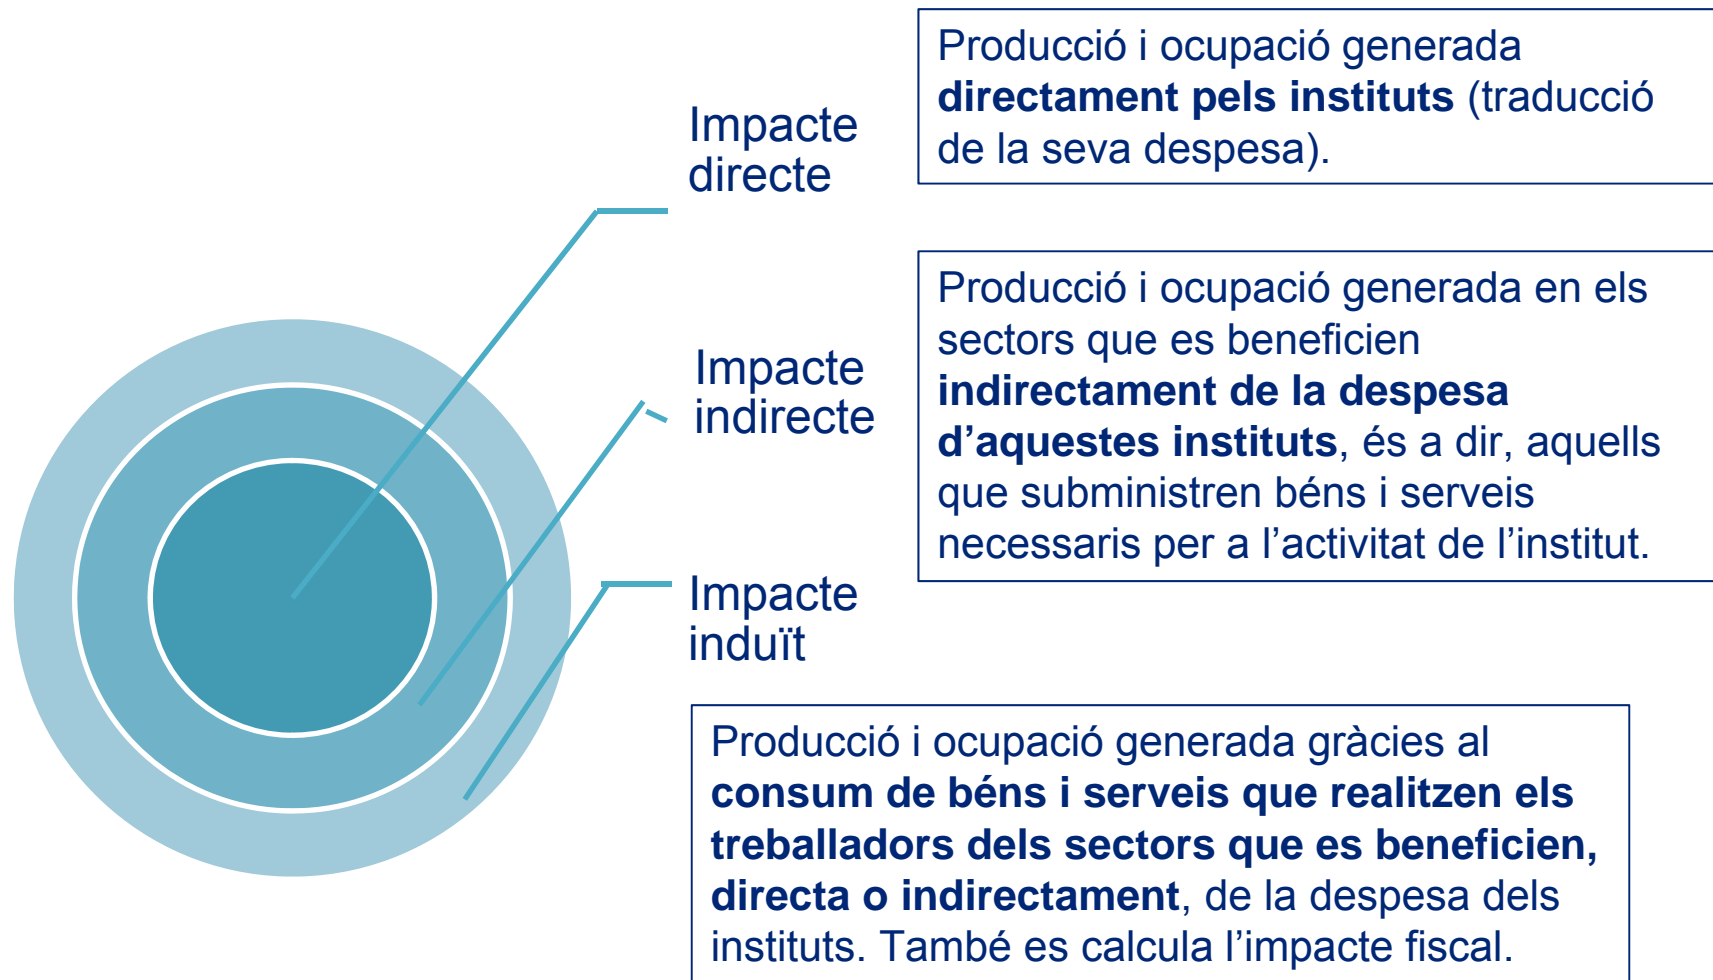 Impacte
directe
Producció i ocupació generada
directament pels instituts (traducció
de la seva despesa).
Impacte
indirecte
Producció i ocupació generada en els
sectors que es beneficien
indirectament de la despesa
d’aquestes instituts, és a dir, aquells
que subministren béns i serveis
necessaris per a l’activitat de l’institut.
Impacte
induït
Producció i ocupació generada gràcies al
consum de béns i serveis que realitzen els
treballadors dels sectors que es beneficien,
directa o indirectament, de la despesa dels
instituts. També es calcula l’impacte fiscal.